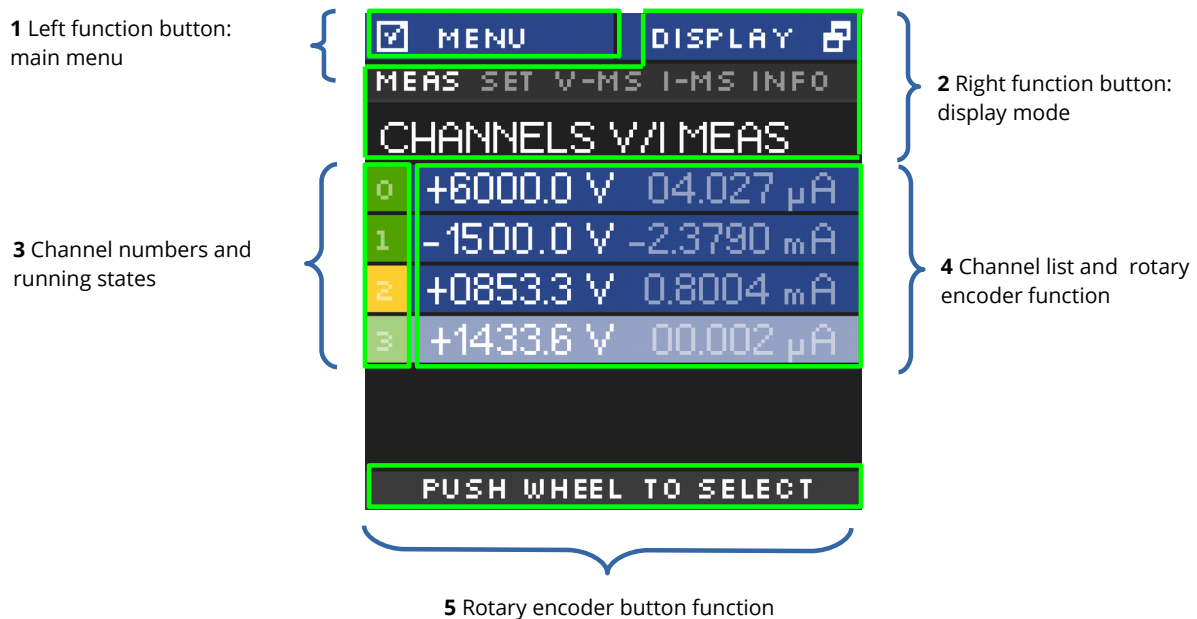 1 Left function button:
main menu
MENU
DISPLAY
MEAS SET V-MS I-MS INFO
CHANNELS V/I MEAS
2 Right function button:
display mode
3 Channel numbers and
running states
0 +6000.0 V 04.027 µA
1 -1500.0 V -2.3790 mA
2 +0853.3 V 0.8004 mA
3 +1433.6 V 00.002 µA
4 Channel list and rotary
encoder function
PUSH WHEEL TO SELECT
5 Rotary encoder button function